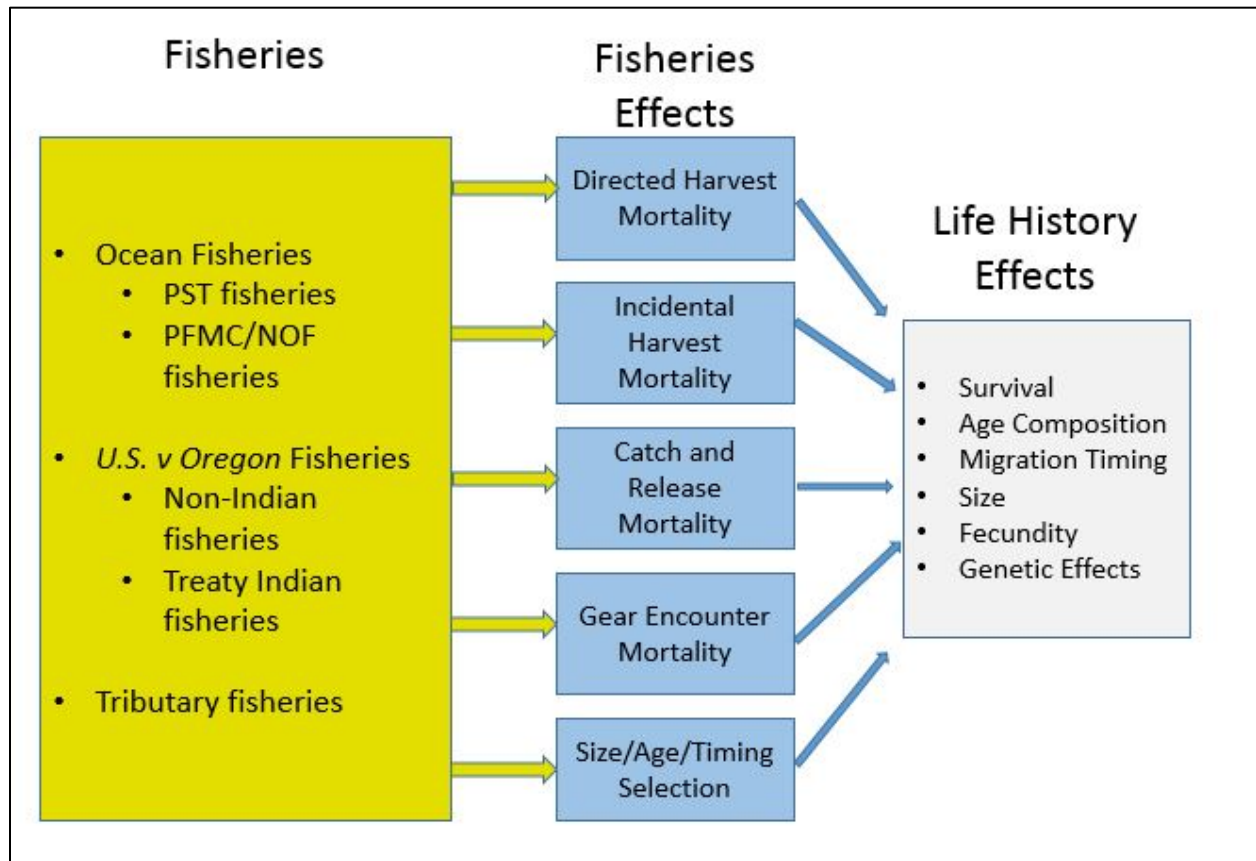 Fisheries
• Ocean Fisheries
• PST fisheries
• PFMC/NOF
fisheries
• U.S. v Oregon Fisheries
• Non-Indian
fisheries
• Treaty Indian
fisheries
• Tributary fisheries
Fisheries
Effects
Directed Harvest
Mortality
Incidental
Harvest
Mortality
Catch and
Release
Mortality
Gear Encounter
Mortality
Size/Age/Timing
Selection
Life History
Effects
• Survival
• Age Composition
• Migration Timing
• Size
• Fecundity
• Genetic Effects